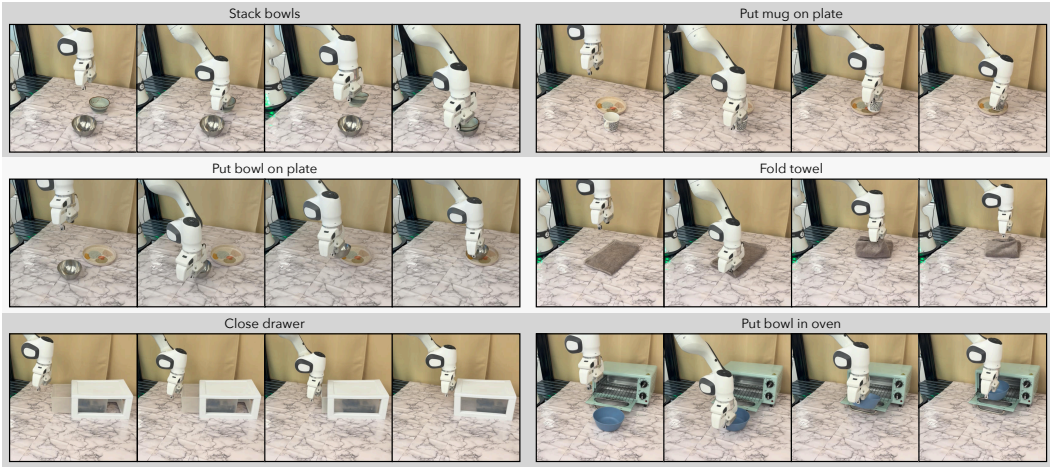 Stack bowls
Put mug on plate
Put bowl on plate
Fold towel
Close drawer
Put bowl in oven